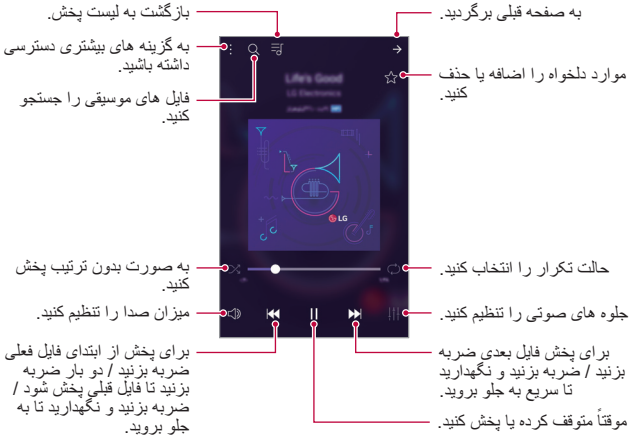 بازگشت به لیست پخش.
به صفحه قبلی برگردید.
به گزینه های بیشتری دسترسی
داشته باشید.
فایل های موسیقی را جستجو
کنید.
موارد دلخواه را اضافه یا حذف
کنید.
Life's Good
LG Electronics
LG
به صورت بدون ترتیب پخش
کنید.
حالت تکرار را انتخاب کنید.
میزان صدا را تنظیم کنید.
جلوه های صوتی را تنظیم کنید.
برای پخش از ابتدای فایل فعلی
ضربه بزنید / دو بار ضربه
بزنید تا فایل قبلی پخش شود /
ضربه بزنید و نگهدارید تا به
جلو بروید.
برای پخش فایل بعدی ضربه
بزنید / ضربه بزنید و نگهدارید
تا سریع به جلو بروید.
موقتاً متوقف کرده یا پخش کنید.